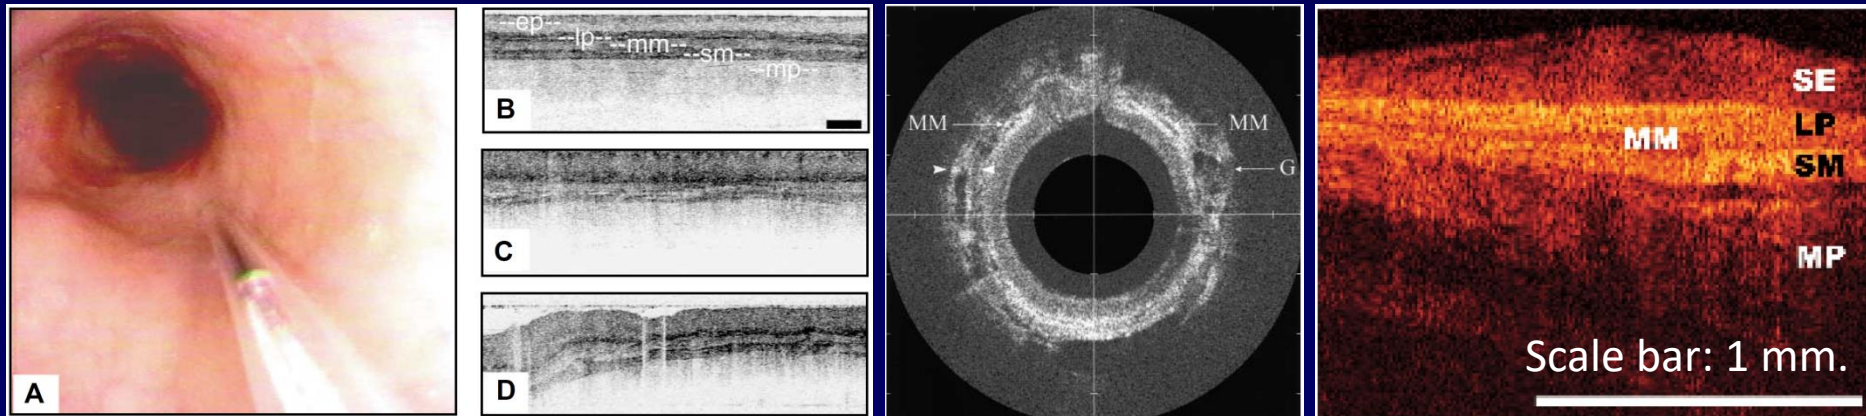 A
--ep---
--lp---
--mm---
--sm---
--mp---
B
C
D
MM
MM
G
SE
LP
MM
SM
MP
Scale bar: 1 mm.